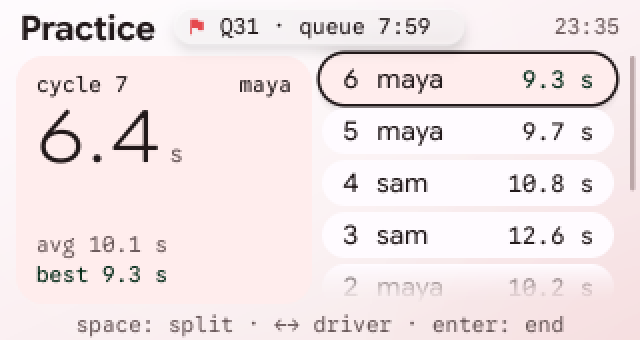 Practice
Q31 · queue 7:59
23:35
cycle 7 maya
6.4 s
avg 10.1 s
best 9.3 s
6 maya 9.3 s
5 maya 9.7 s
4 sam 10.8 s
3 sam 12.6 s
2 maya 10.2 s
space: split · ↔ driver · enter: end